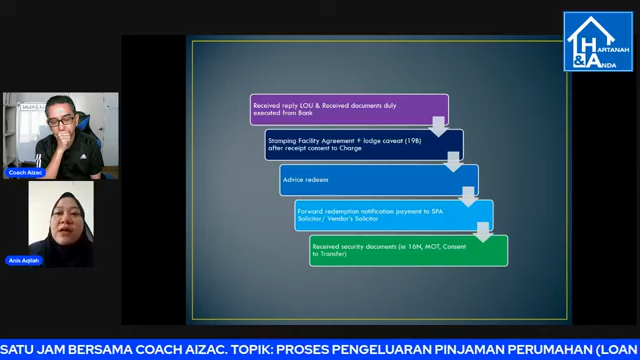 HARTANAH
& ANDA
Received reply LOU & Received documents duly
executed from Bank
Stamping Facility Agreement + lodge caveat (19B)
after receipt consent to Charge
Advice redeem
Forward redemption notification payment to SPA
Solicitor/ Vendor's Solicitor
Received security documents (ie 16N, MOT, Consent
to Transfer)
Coach Aizac
Anis Aqilah
SATU JAM BERSAMA COACH AIZAC. TOPIK: PROSES PENGELUARAN PINJAMAN PERUMAHAN (LOAN